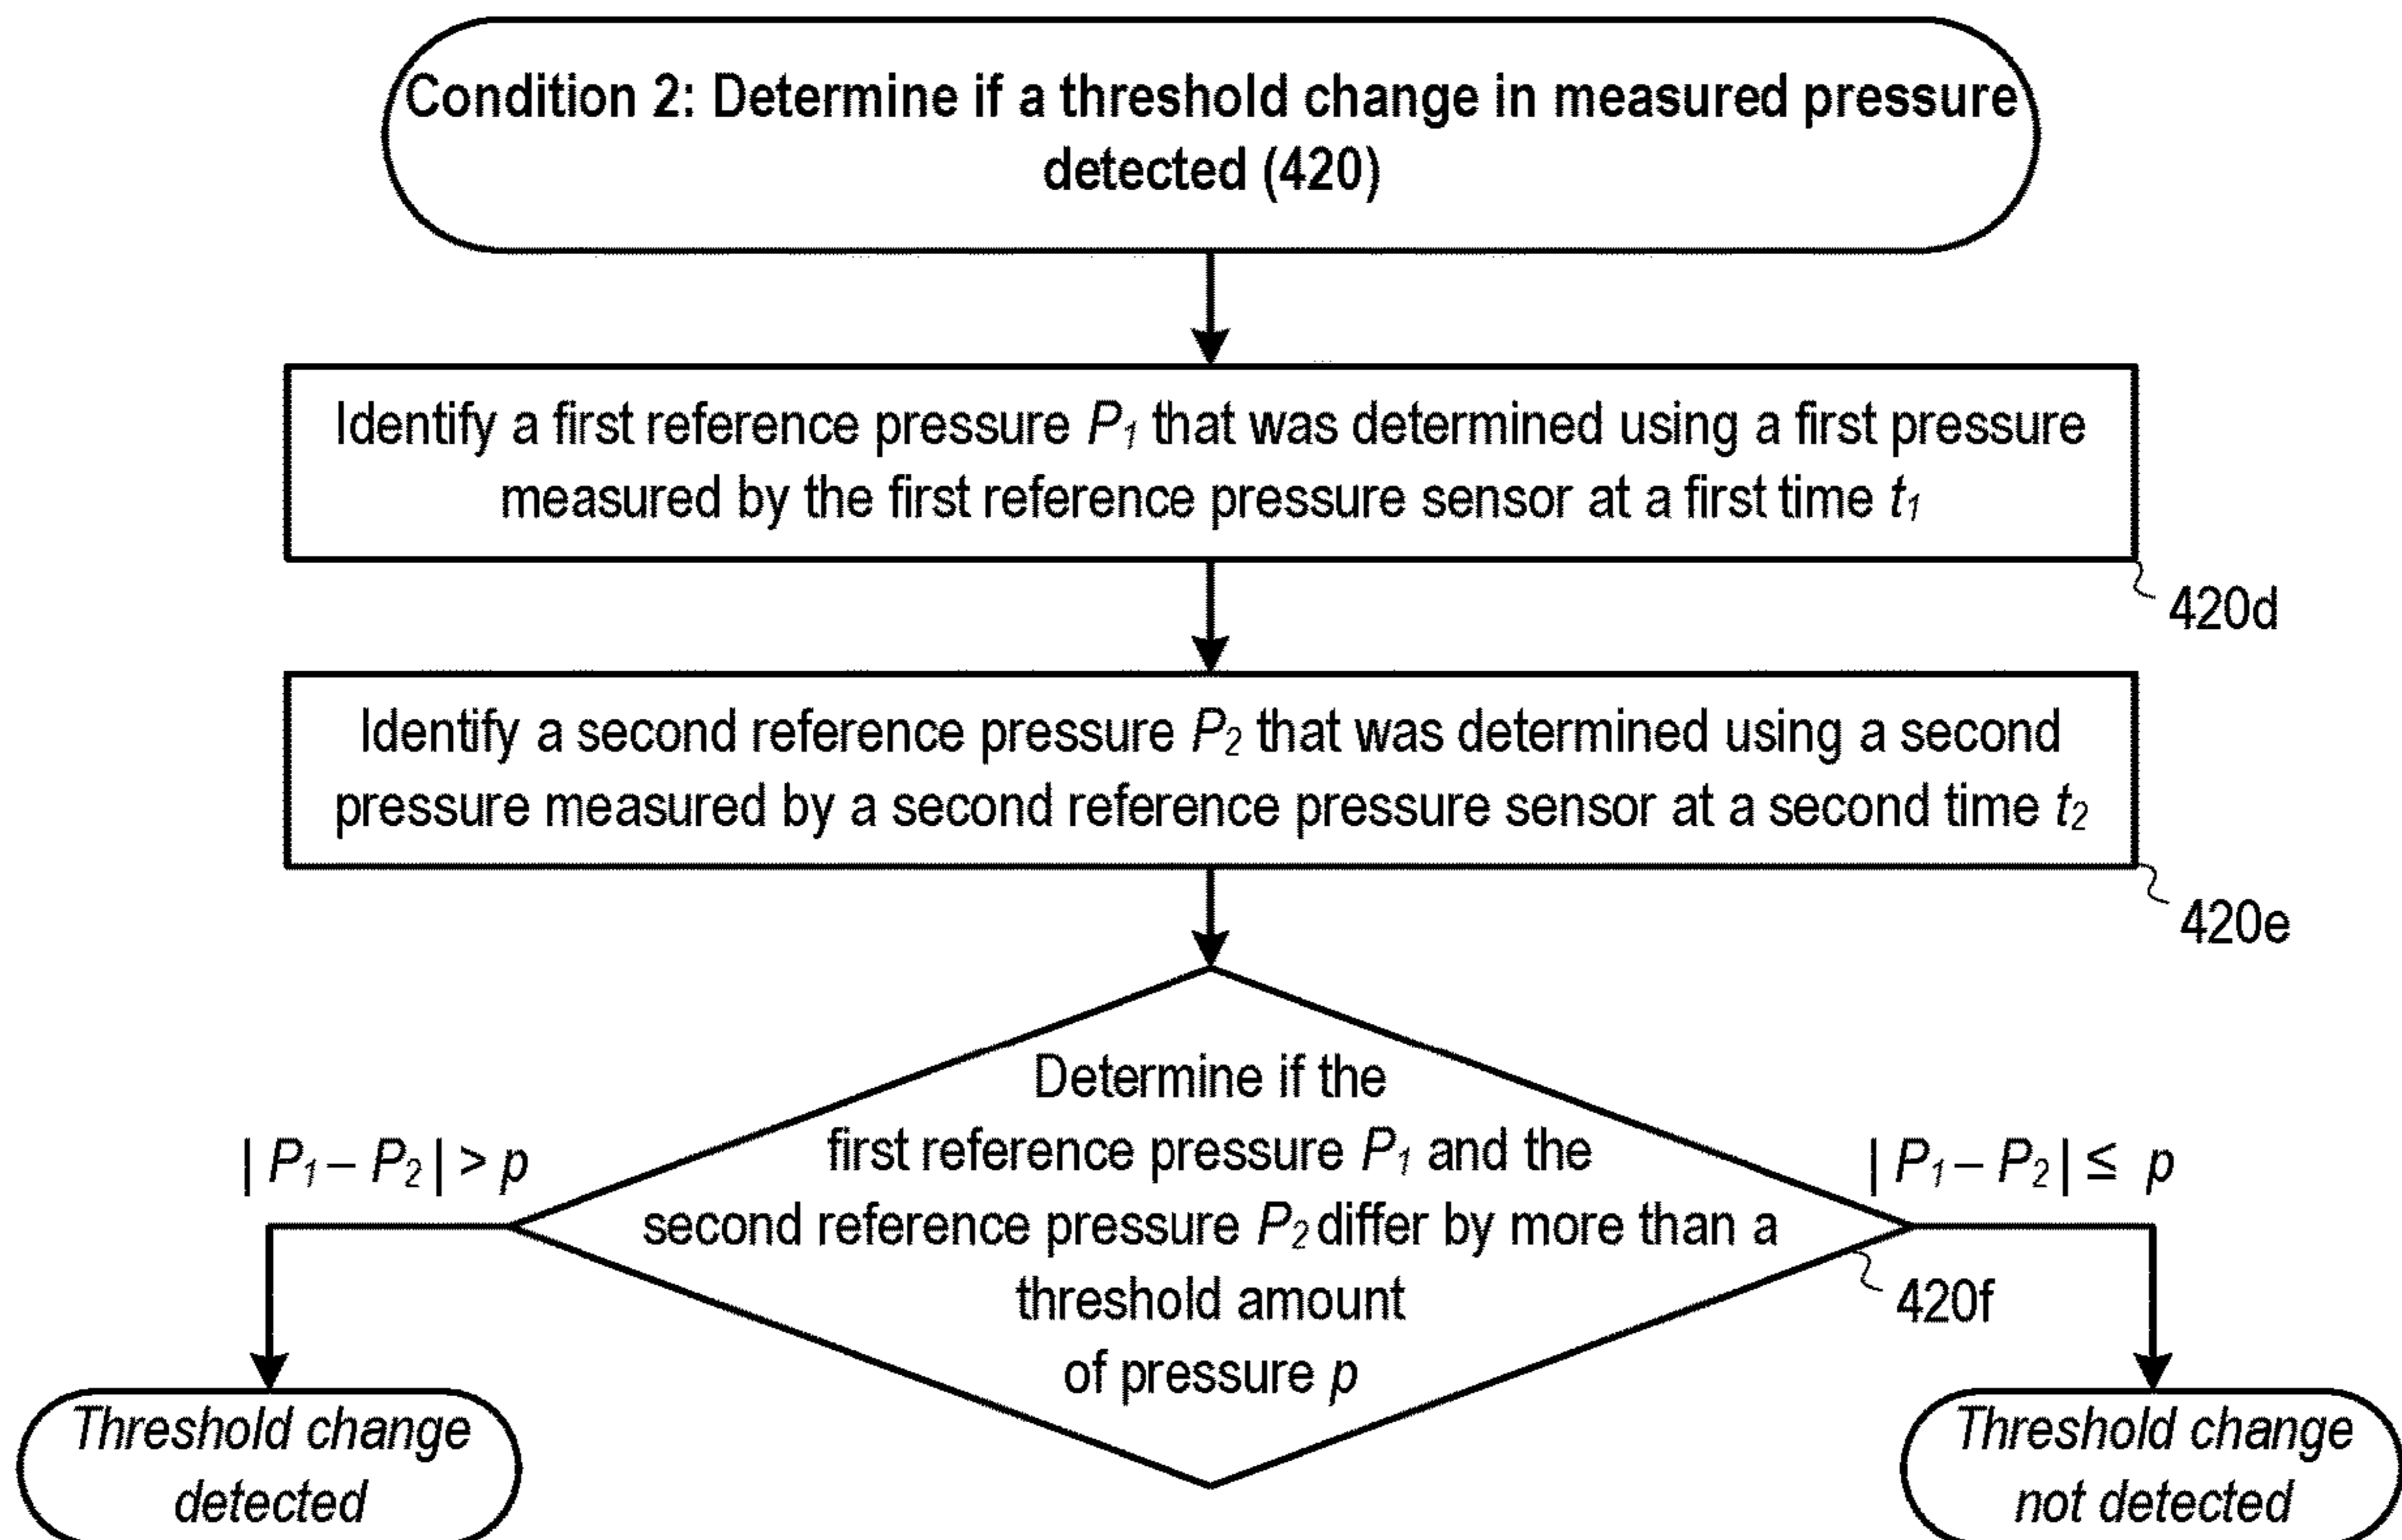 Condition 2: Determine if a threshold change in measured pressure
detected (420)
Identify a first reference pressure P1 that was determined using a first pressure
measured by the first reference pressure sensor at a first time t1
420d
Identify a second reference pressure P2 that was determined using a second
pressure measured by a second reference pressure sensor at a second time t2
420e
Determine if the
first reference pressure P1 and the
second reference pressure P2 differ by more than a
threshold amount
of pressure p
420f
| P1 – P2 | > p
| P1 – P2 | ≤ p
Threshold change
detected
Threshold change
not detected